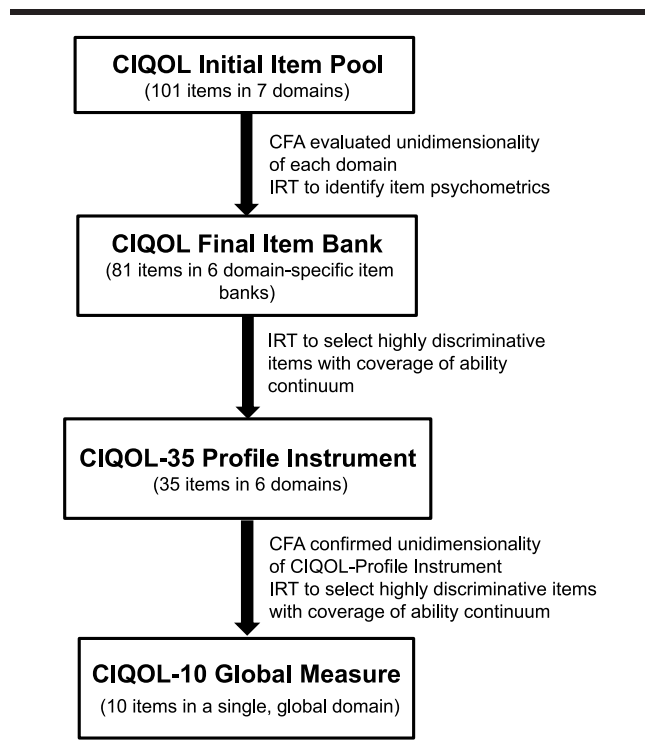 CIQOL Initial Item Pool
(101 items in 7 domains)
CFA evaluated unidimensionality
of each domain
IRT to identify item psychometrics
CIQOL Final Item Bank
(81 items in 6 domain-specific item
banks)
IRT to select highly discriminative
items with coverage of ability
continuum
CIQOL-35 Profile Instrument
(35 items in 6 domains)
CFA confirmed unidimensionality
of CIQOL-Profile Instrument
IRT to select highly discriminative items
with coverage of ability continuum
CIQOL-10 Global Measure
(10 items in a single, global domain)